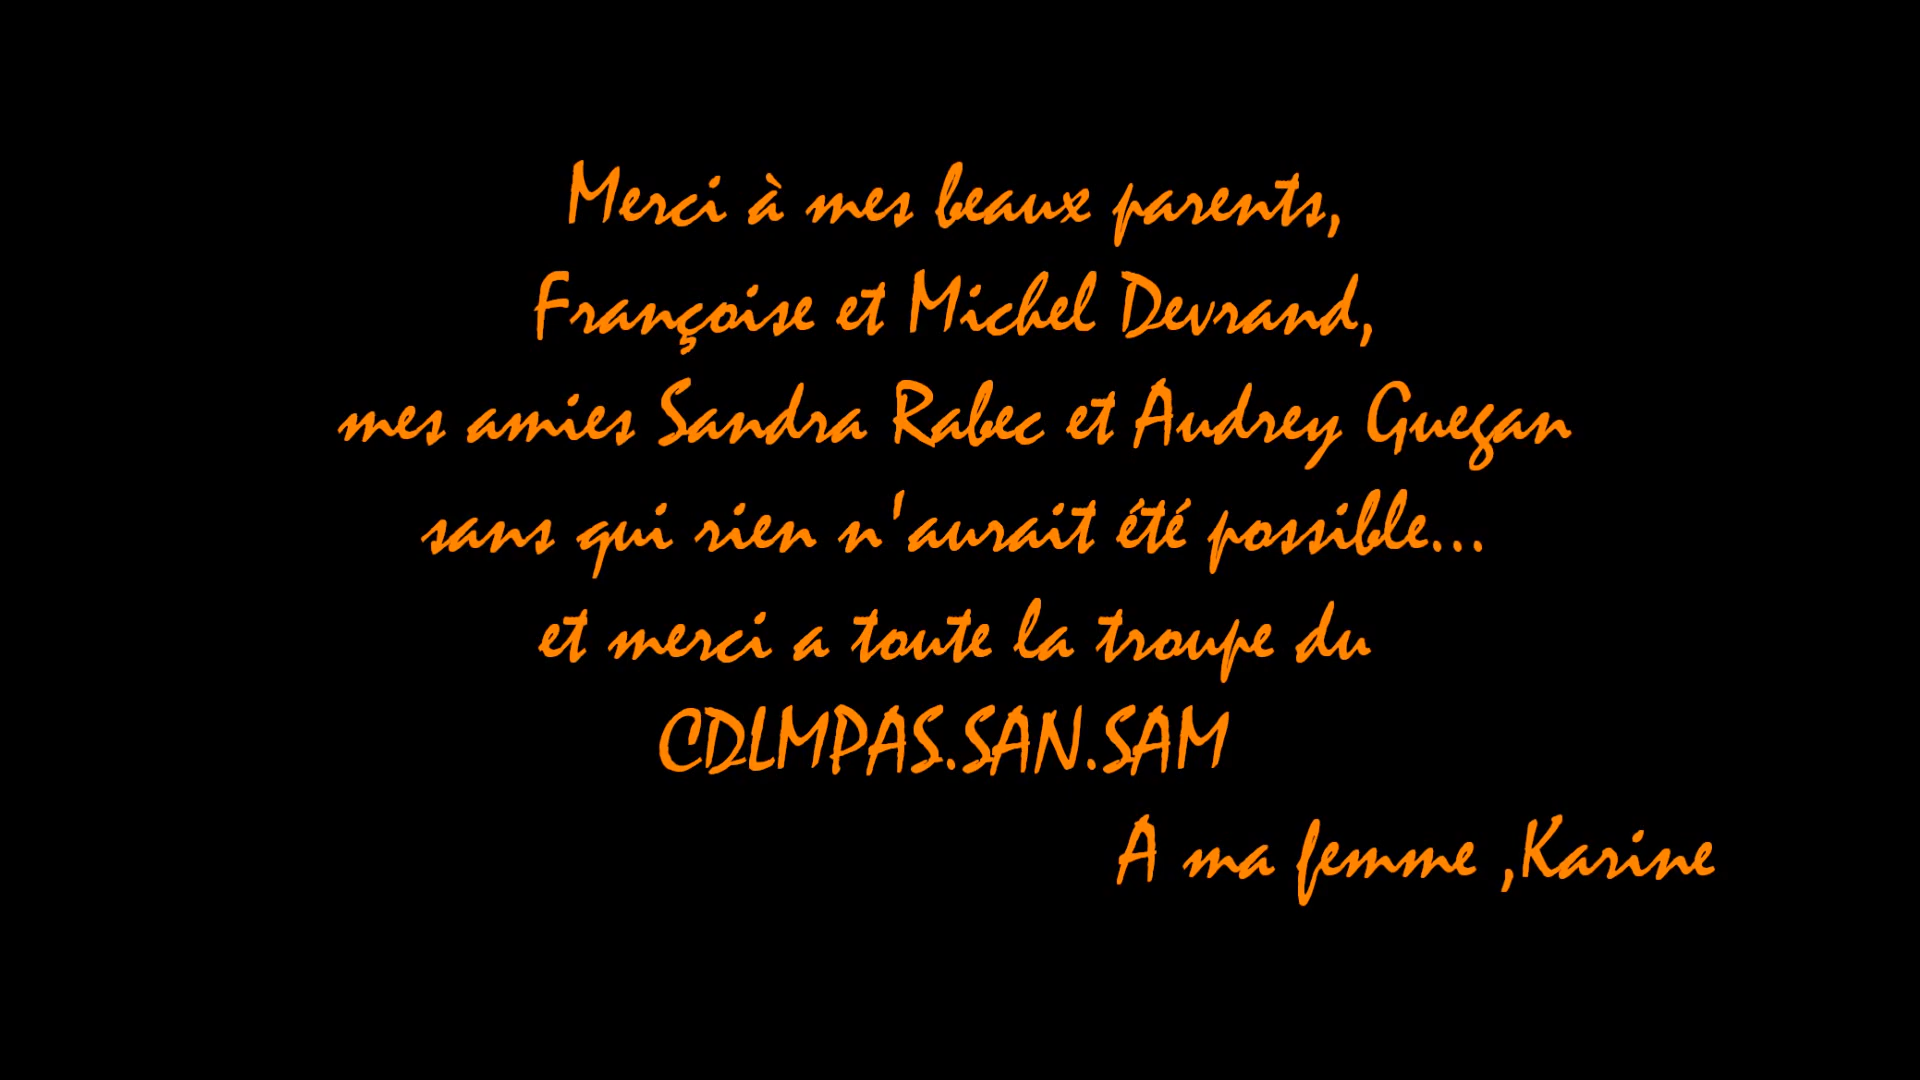 Merci à mes beaux parents,
Françoise et Michel Devrand,
mes amies Sandra Rabec et Audrey Guegan
sans qui rien n'aurait été possible...
et merci a toute la troupe du
CDLMPAS.SAN.SAM
A ma femme ,Karine